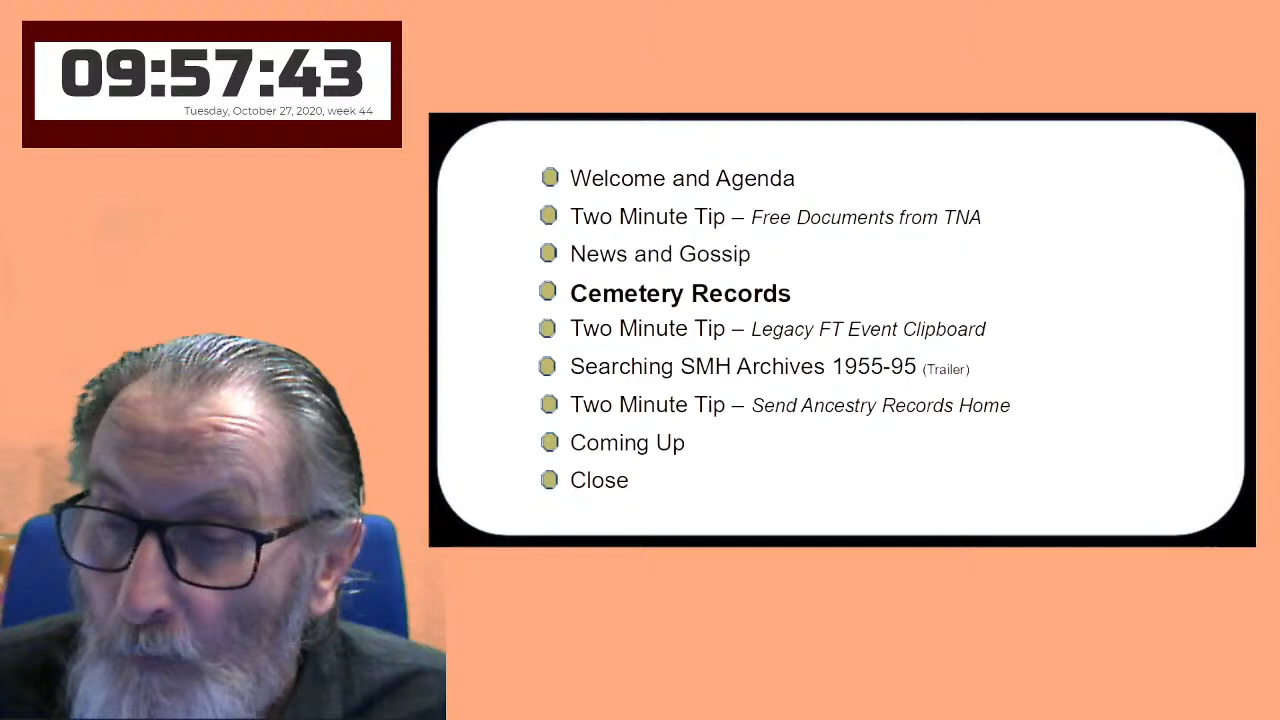 09:57:43
Tuesday, October 27, 2020, week 44
Welcome and Agenda
Two Minute Tip – Free Documents from TNA
News and Gossip
Cemetery Records
Two Minute Tip – Legacy FT Event Clipboard
Searching SMH Archives 1955-95 (Trailer)
Two Minute Tip – Send Ancestry Records Home
Coming Up
Close